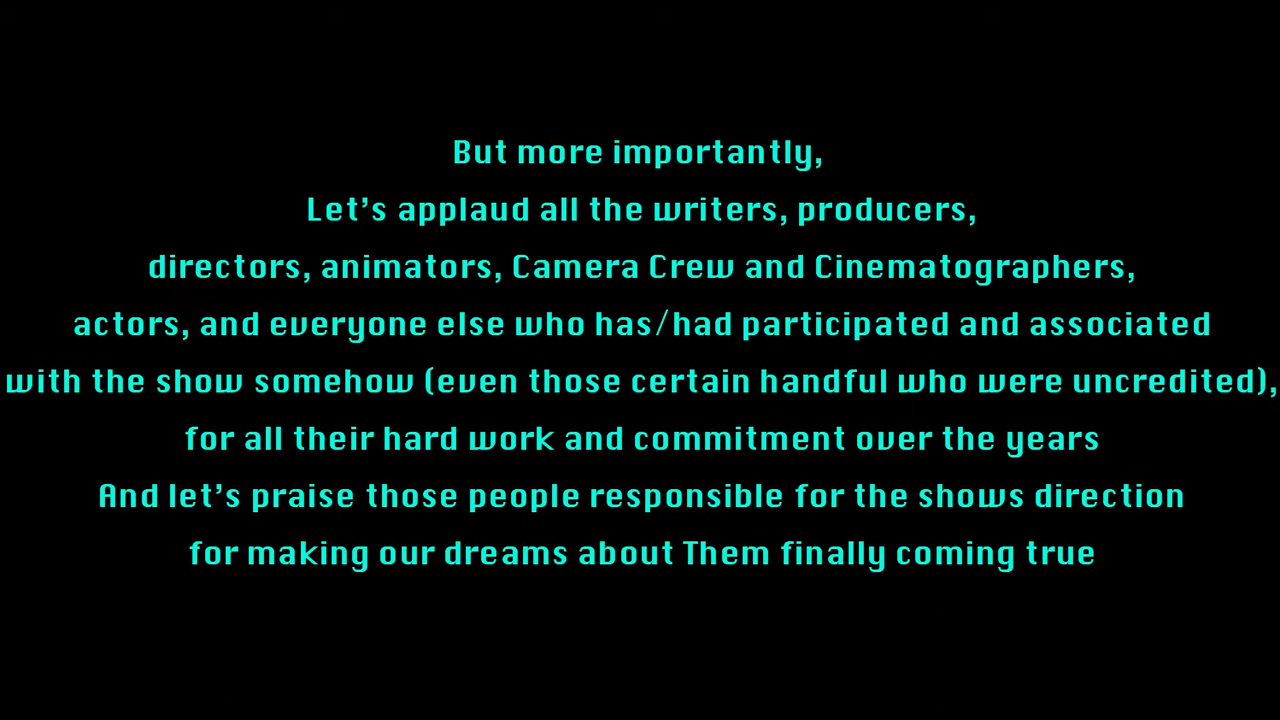 But more importantly,
Let's applaud all the writers, producers,
directors, animators, Camera Crew and Cinematographers,
actors, and everyone else who has/had participated and associated
with the show somehow (even those certain handful who were uncredited),
for all their hard work and commitment over the years
And let's praise those people responsible for the shows direction
for making our dreams about Them finally coming true